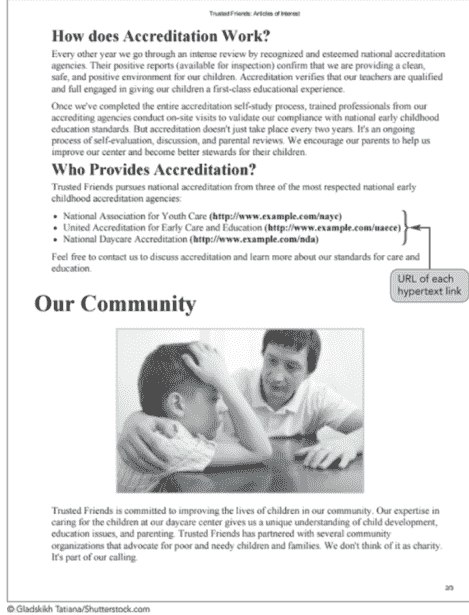 Trusted Friends: Articles of Interest
How does Accreditation Work?
Every other year we go through an intense review by recognized and esteemed national accreditation
agencies. Their positive reports (available for inspection) confirm that we are providing a clean,
safe, and positive environment for our children. Accreditation verifies that our teachers are qualified
and full engaged in giving our children a first-class educational experience.
Once we've completed the entire accreditation self-study process, trained professionals from our
accrediting agencies conduct on-site visits to validate our compliance with national early childhood
education standards. But accreditation doesn't just take place every two years. It's an ongoing
process of self-evaluation, discussion, and parental reviews. We encourage our parents to help us
improve our center and become better stewards for their children.
Who Provides Accreditation?
Trusted Friends pursues national accreditation from three of the most respected national early
childhood accreditation agencies:
• National Association for Youth Care (http://www.example.com/nayc)
• United Accreditation for Early Care and Education (http://www.example.com/uaece)
• National Daycare Accreditation (http://www.example.com/nda)
Feel free to contact us to discuss accreditation and learn more about our standards for care and
education.
URL of each
hypertext link
Our Community
Trusted Friends is committed to improving the lives of children in our community. Our expertise in
caring for the children at our daycare center gives us a unique understanding of child development,
education issues, and parenting. Trusted Friends has partnered with several community
organizations that advocate for poor and needy children and families. We don't think of it as charity.
It's part of our calling.
2/3
© Gladskikh Tatiana/Shutterstock.com